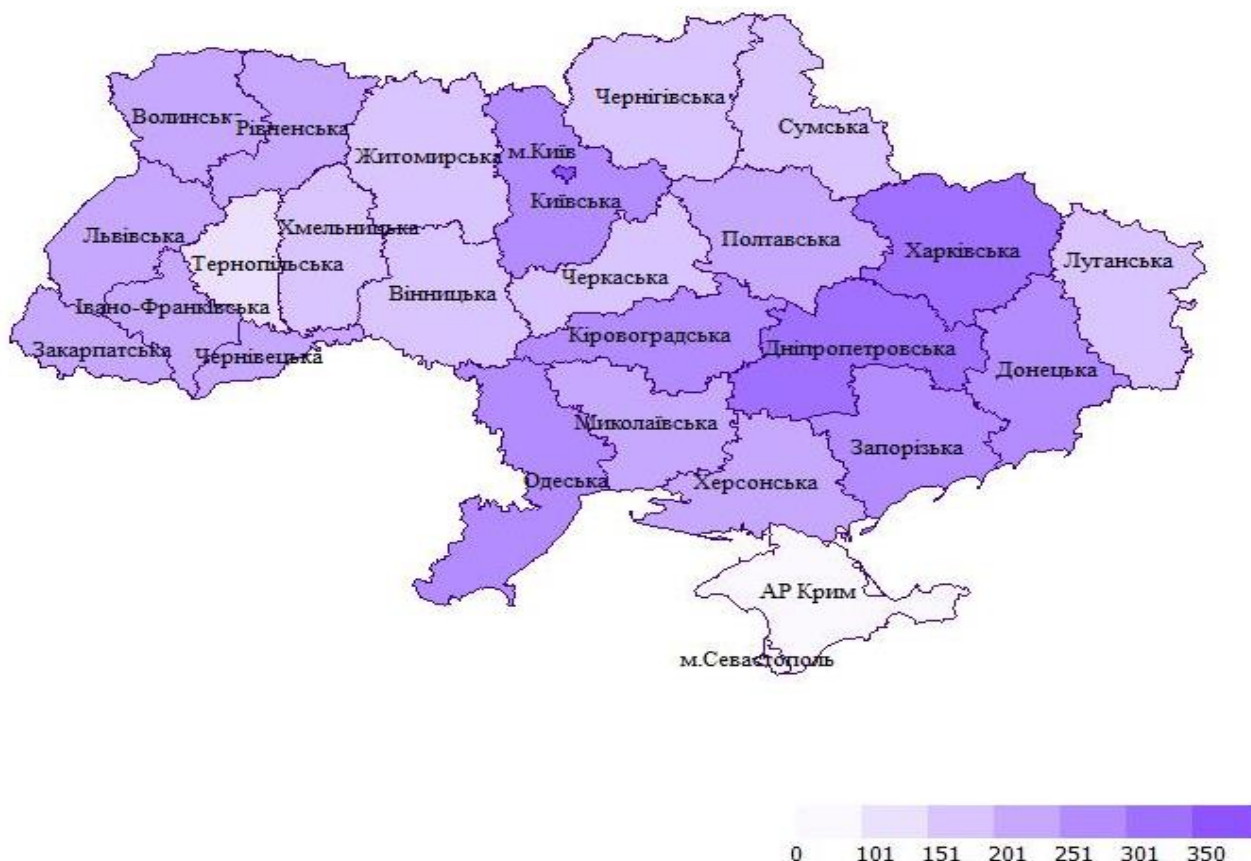 Чернігівська
Волинськ
Рівненська
Сумська
м.Київ
Житомирська
Київська
Хмельницька
Львівська
Полтавська
Харківська
Луганська
Тернопільська
Черкаська
Вінницька
Івано-Франківська
Кіровоградська
Закарпатська
Чернівецька
Дніпропетровська
Донецька
Миколаївська
Запорізька
Одеська
Херсонська
АР Крим
м.Севастополь
0 101 151 201 251 301 350